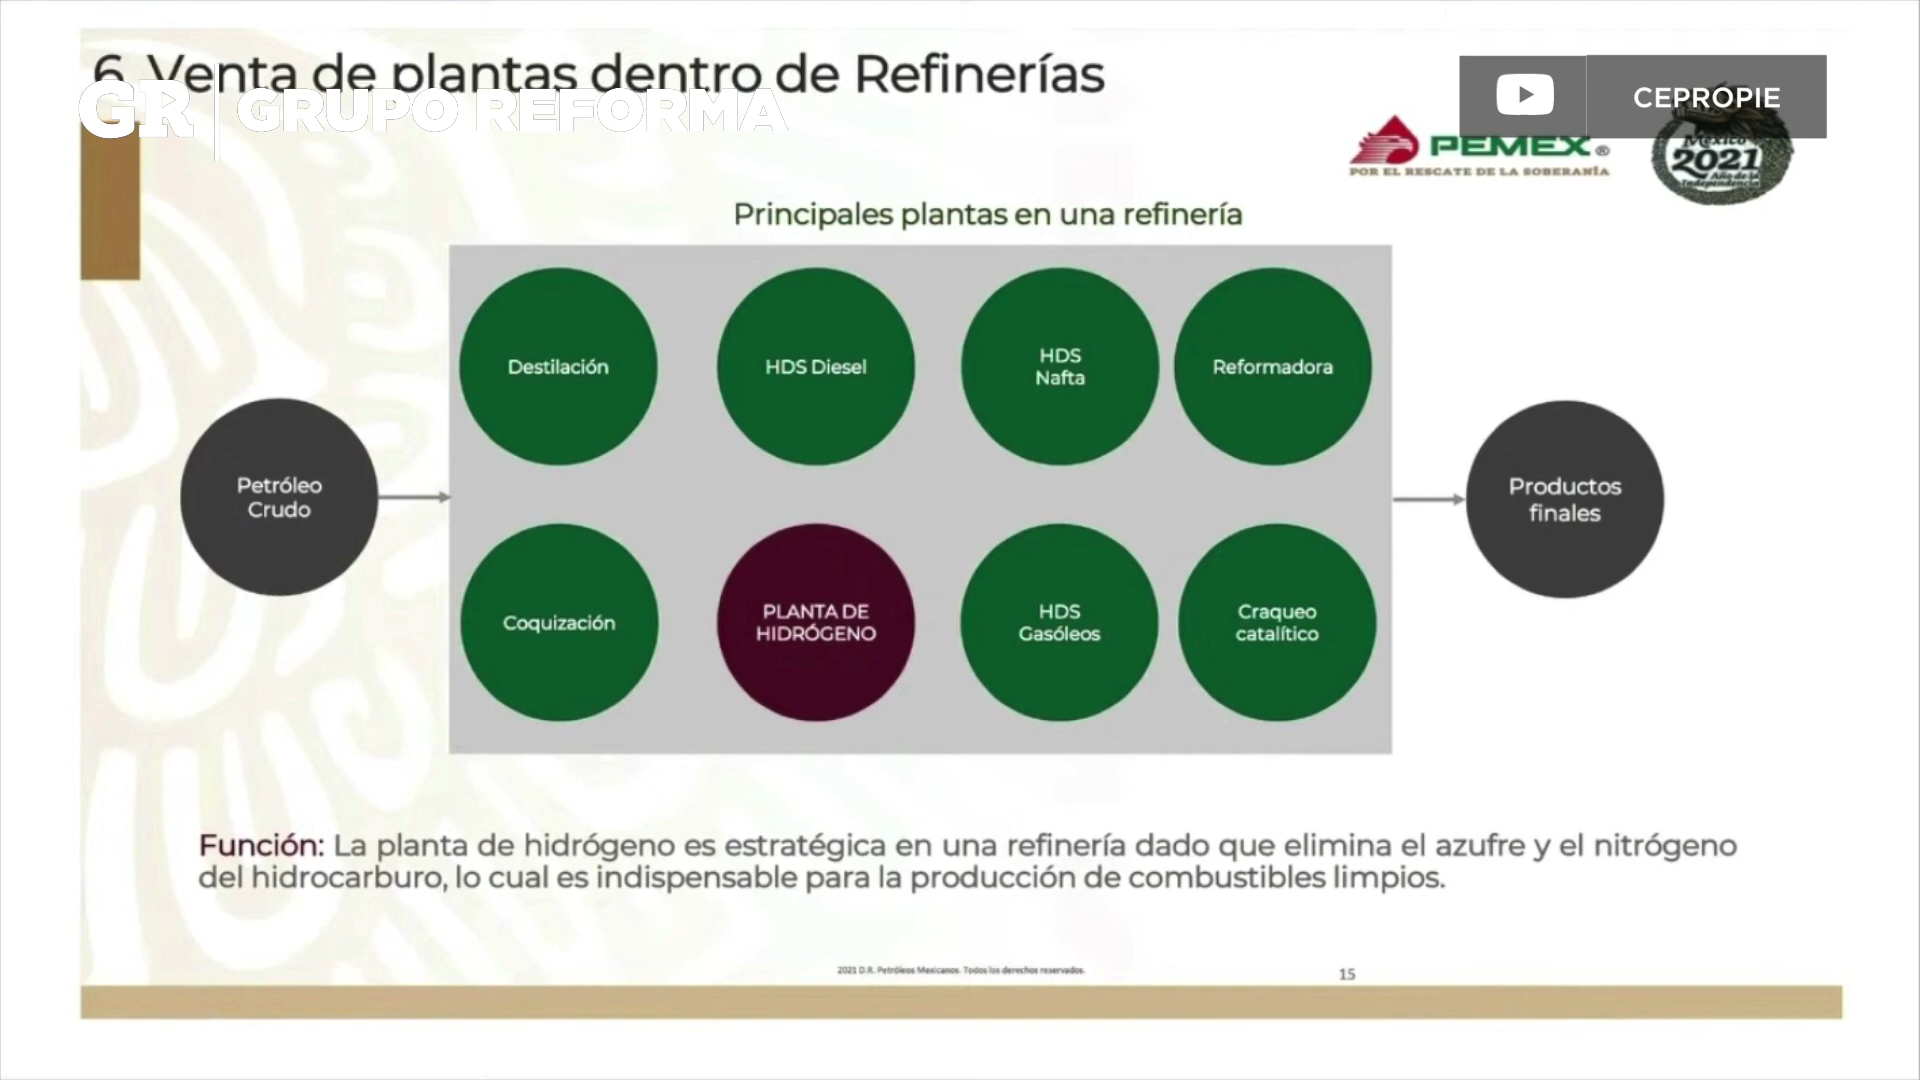 6. Venta de plantas dentro de Refinerías
GR GRUPO REFORMA
CEPROPIE
PEMEX®
POR EL RESCATE DE LA SOBERANÍA
México
2021
Año de la
Independencia
Principales plantas en una refinería
Destilación
HDS Diesel
HDS
Nafta
Reformadora
Petróleo
Crudo
Productos
finales
Coquización
PLANTA DE
HIDRÓGENO
HDS
Gasóleos
Craqueo
catalítico
Función: La planta de hidrógeno es estratégica en una refinería dado que elimina el azufre y el nitrógeno
del hidrocarburo, lo cual es indispensable para la producción de combustibles limpios.
2021 D.R. Petróleos Mexicanos. Todos los derechos reservados.
15